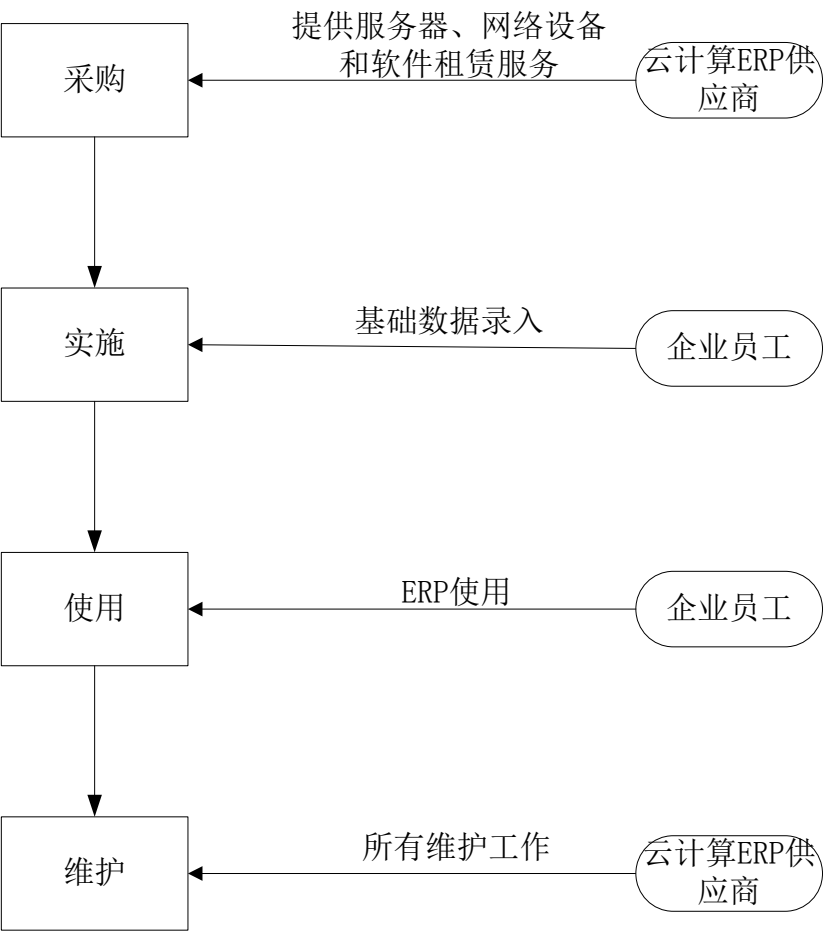 提供服务器、网络设备
和软件租赁服务
采购
云计算ERP供
应商
基础数据录入
实施
企业员工
ERP使用
使用
企业员工
所有维护工作
维护
云计算ERP供
应商